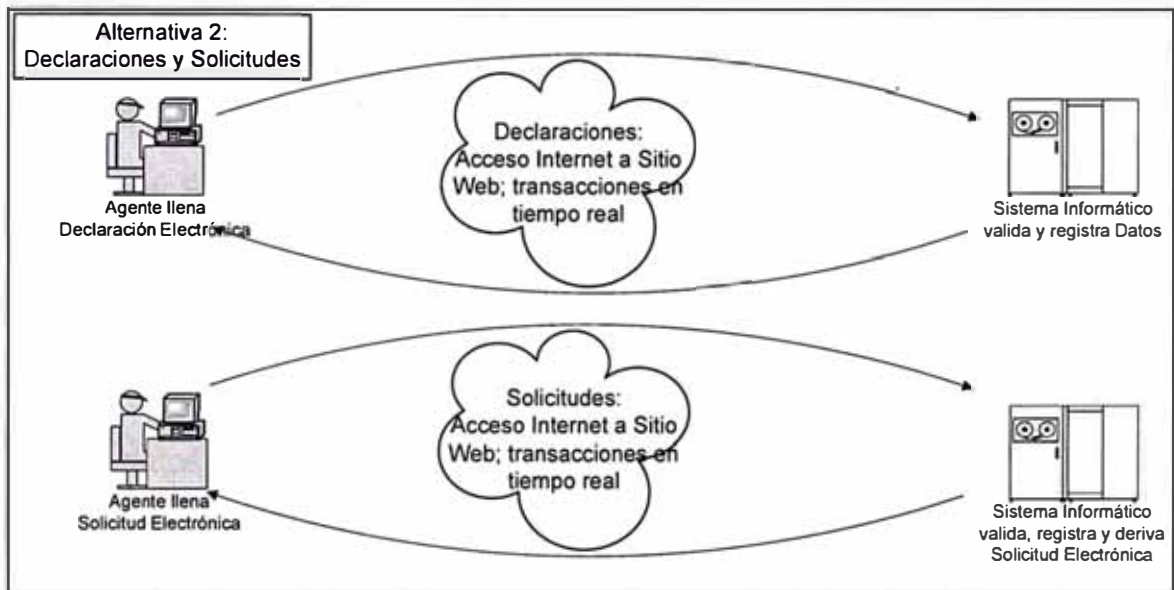 Alternativa 2:
Declaraciones y Solicitudes
Declaraciones:
Acceso Internet a Sitio
Web; transacciones en
tiempo real
Agente llena
Declaración Electrónica
Sistema Informático
valida y registra Datos
Solicitudes:
Acceso Internet a Sitio
Web; transacciones en
tiempo real
Agente llena
Solicitud Electrónica
Sistema Informático
valida, registra y deriva
Solicitud Electrónica